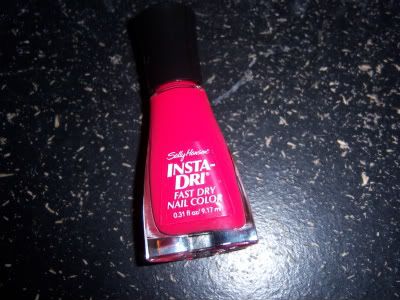 Sally Hansen
INSTA-
DRI®
FAST DRY
NAIL COLOR
0.31 fl oz/9.17 ml